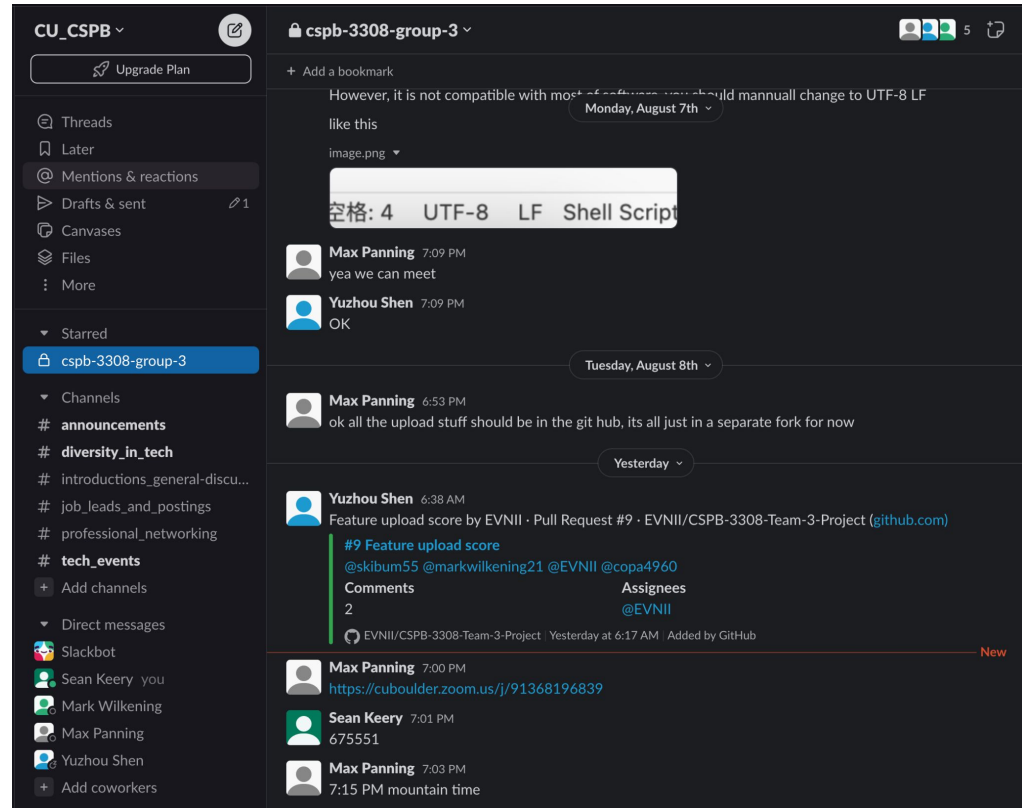 CU_CSPB
Upgrade Plan
Threads
Later
Mentions & reactions
Drafts & sent 1
Canvases
Files
More
Starred
cspb-3308-group-3
Channels
# announcements
# diversity_in_tech
# introductions_general-discu...
# job_leads_and_postings
# professional_networking
# tech_events
+ Add channels
Direct messages
Slackbot
Sean Keery you
Mark Wilkening
Max Panning
Yuzhou Shen
+ Add coworkers
cspb-3308-group-3
5
+ Add a bookmark
However, it is not compatible with most of software, you should mannuall change to UTF-8 LF
Monday, August 7th
like this
image.png
空格: 4 UTF-8 LF Shell Script
Max Panning 7:09 PM
yea we can meet
Yuzhou Shen 7:09 PM
OK
Tuesday, August 8th
Max Panning 6:53 PM
ok all the upload stuff should be in the git hub, its all just in a separate fork for now
Yesterday
Yuzhou Shen 6:38 AM
Feature upload score by EVNII · Pull Request #9 · EVNII/CSPB-3308-Team-3-Project (github.com)
#9 Feature upload score
@skibum55 @markwilkening21 @EVNII @copa4960
Comments Assignees
2 @EVNII
EVNII/CSPB-3308-Team-3-Project | Yesterday at 6:17 AM | Added by GitHub
New
Max Panning 7:00 PM
https://cuboulder.zoom.us/j/91368196839
Sean Keery 7:01 PM
675551
Max Panning 7:03 PM
7:15 PM mountain time